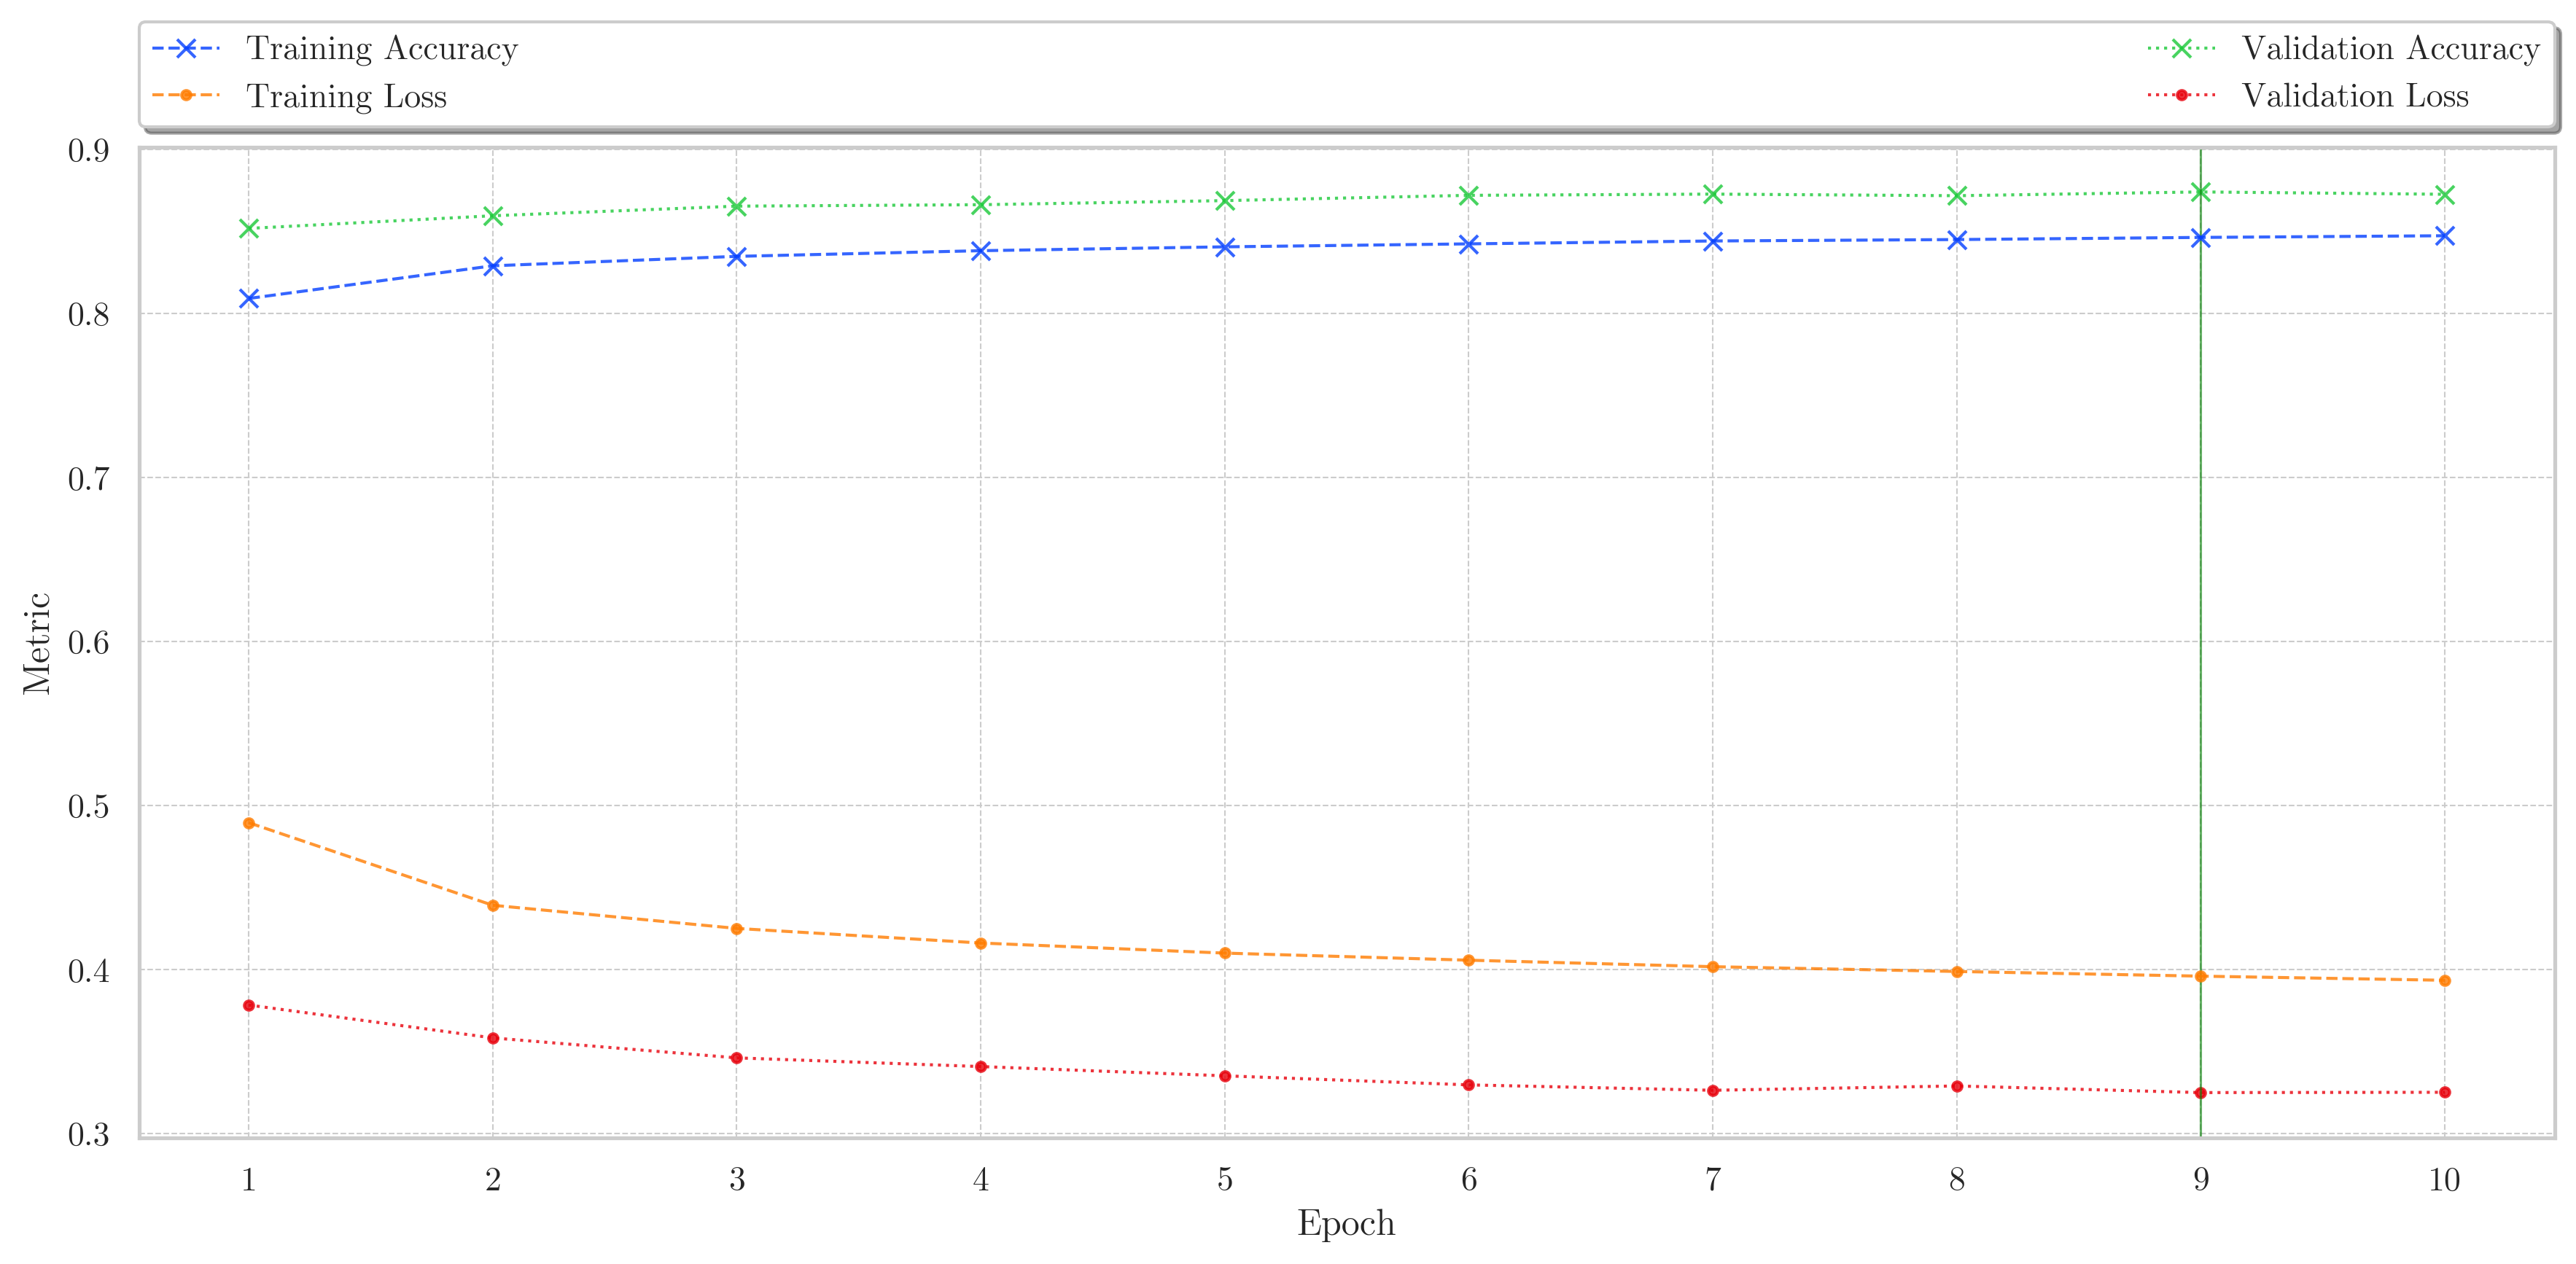 Training Accuracy
Training Loss
Validation Accuracy
Validation Loss
0.9
0.8
0.7
0.6
0.5
0.4
0.3
Metric
1 2 3 4 5 6 7 8 9 10
Epoch